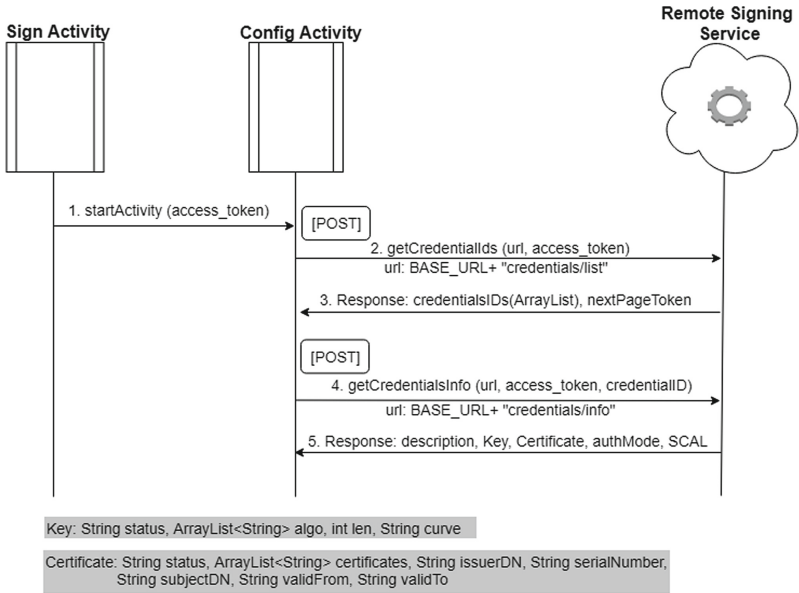 Sign Activity
Config Activity
Remote Signing
Service
1. startActivity (access_token)
[POST]
2. getCredentialIds (url, access_token)
url: BASE_URL+ "credentials/list"
3. Response: credentialsIDs(ArrayList), nextPageToken
[POST]
4. getCredentialsInfo (url, access_token, credentialID)
url: BASE_URL+ "credentials/info"
5. Response: description, Key, Certificate, authMode, SCAL
Key: String status, ArrayList<String> algo, int len, String curve
Certificate: String status, ArrayList<String> certificates, String issuerDN, String serialNumber,
String subjectDN, String validFrom, String validTo